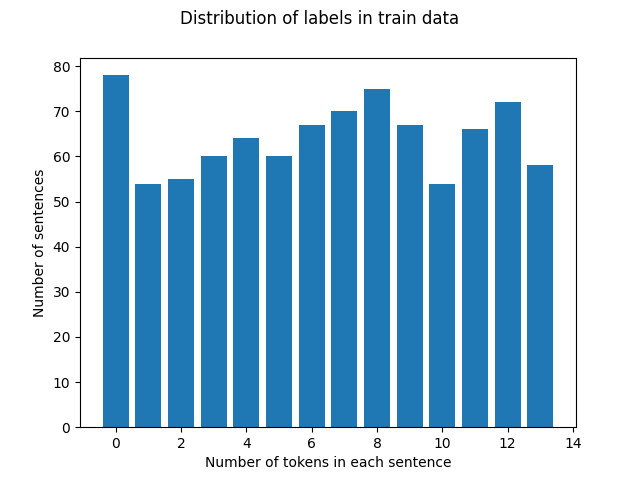 Distribution of labels in train data
80
70
60
50
40
30
20
10
0
Number of sentences
0 2 4 6 8 10 12 14
Number of tokens in each sentence